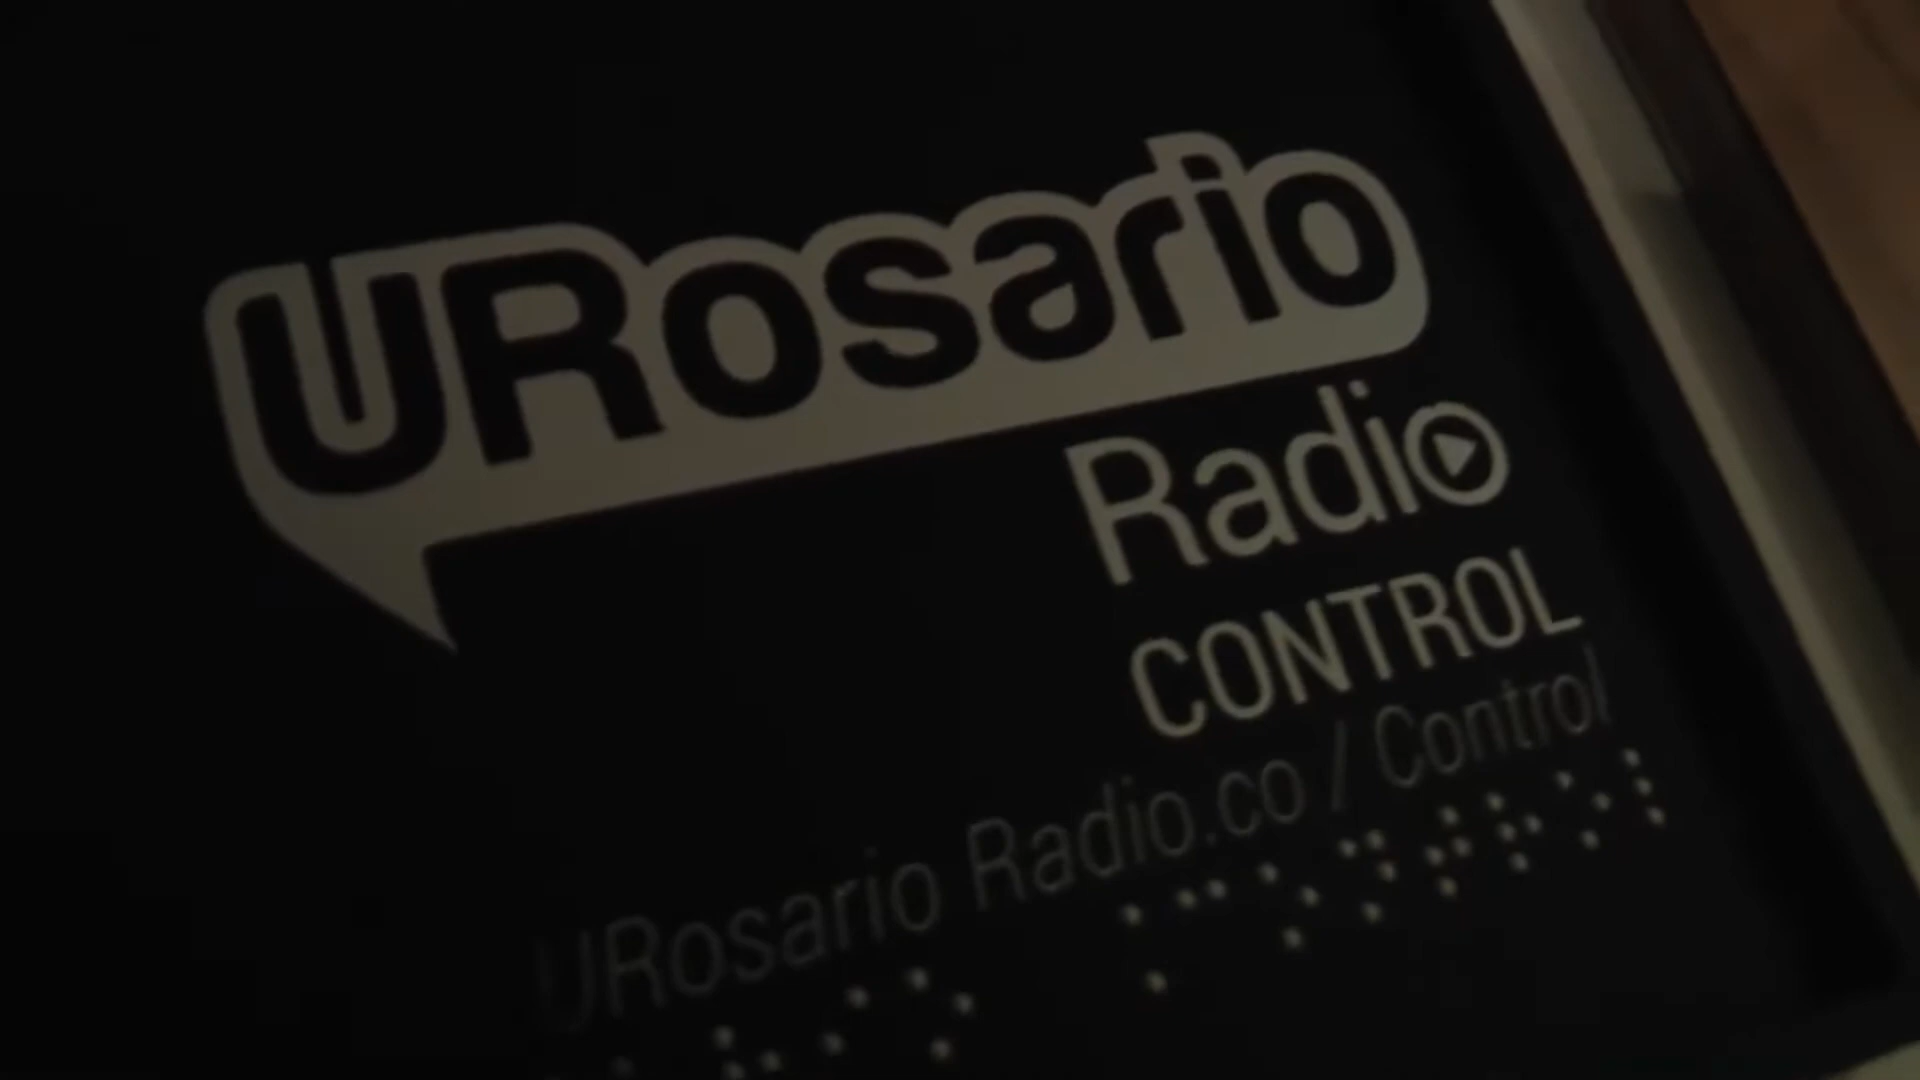 URosario
Radio
CONTROL
URosario Radio.co / Control